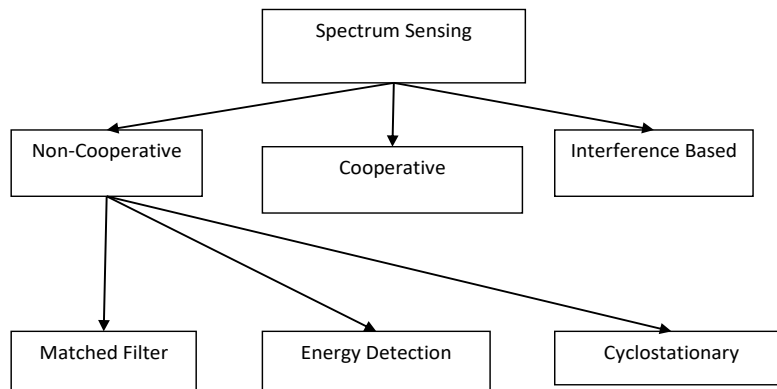 Spectrum Sensing
Non-Cooperative
Cooperative
Interference Based
Matched Filter
Energy Detection
Cyclostationary